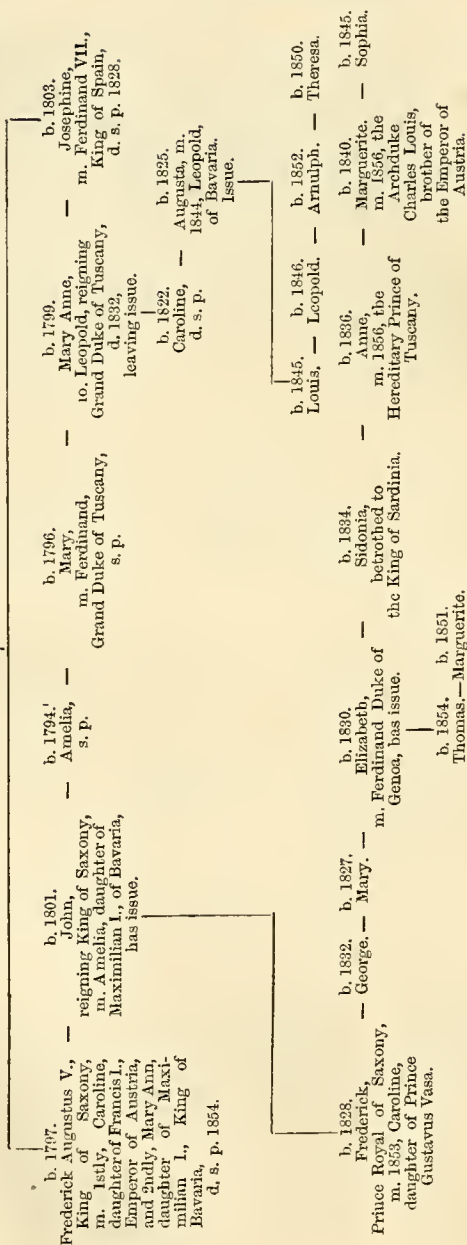 b. 1797.
Frederick Augustus V.,
King of Saxony,
m. 1stly, Caroline,
daughter of Francis I.,
Emperor of Austria,
and 2ndly, Mary Ann,
daughter of Maxi-
milian I., King of
Bavaria,
d. s. p. 1854.
—
b. 1801.
John,
reigning King of Saxony,
m. Amelia, daughter of
Maximilian I., of Bavaria,
has issue.
—
b. 1794.
Amelia,
s. p.
—
b. 1796.
Mary,
m. Ferdinand,
Grand Duke of Tuscany,
s. p.
—
b. 1799.
Mary Anne,
10. Leopold, reigning
Grand Duke of Tuscany,
d. 1832,
leaving issue.
—
b. 1803.
Josephine,
m. Ferdinand VII.,
King of Spain,
d. s. p. 1828.
b. 1822.
Caroline,
d. s. p.
—
b. 1825.
Augusta, m.
1844, Leopold,
of Bavaria.
Issue.
b. 1845. b. 1846. b. 1852. b. 1850.
Louis. — Leopold. — Arnulph. — Theresa.
b. 1828.
Frederick,
Prince Royal of Saxony,
m. 1853, Caroline,
daughter of Prince
Gustavus Vasa.
—
b. 1832. b. 1827.
George. — Mary. —
b. 1830.
Elizabeth,
m. Ferdinand Duke of
Genoa, bas issue.
—
b. 1834.
Sidonia,
betrothed to
the King of Sardinia.
—
b. 1836.
Anne,
m. 1856, the
Hereditary Prince of
Tuscany.
—
b. 1840.
Marguerite.
m. 1856, the
Archduke
Charles Louis,
brother of
the Emperor of
Austria.
—
b. 1845.
Sophia.
b. 1854. b. 1851.
Thomas.—Marguerite.